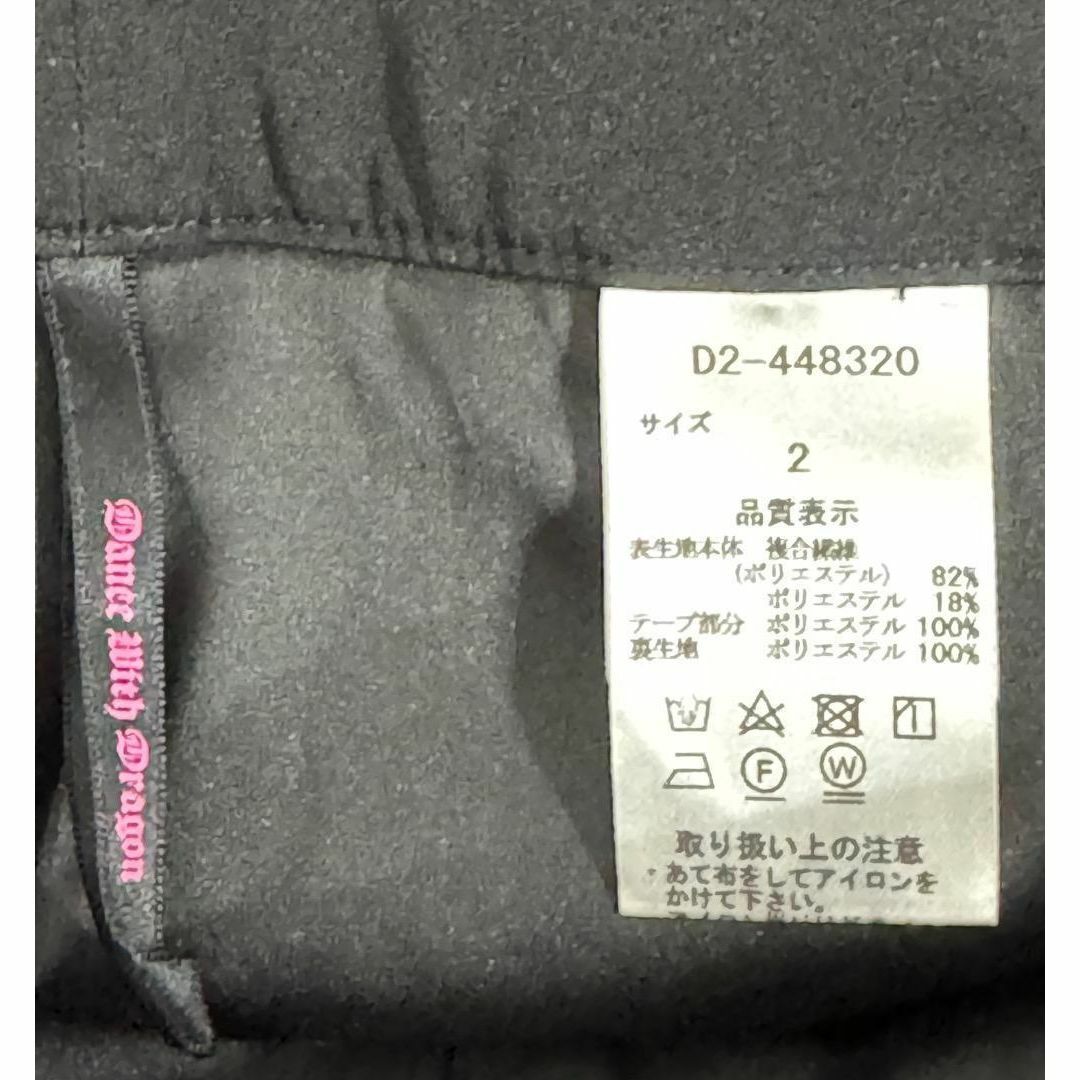 Dance With Dragon
D2-448320
サイズ
2
品質表示
表生地本体 複合繊維
(ポリエステル) 82%
ポリエステル 18%
テープ部分 ポリエステル 100%
裏生地 ポリエステル 100%
F W
取り扱い上の注意
・あて布をしてアイロンを
かけて下さい。